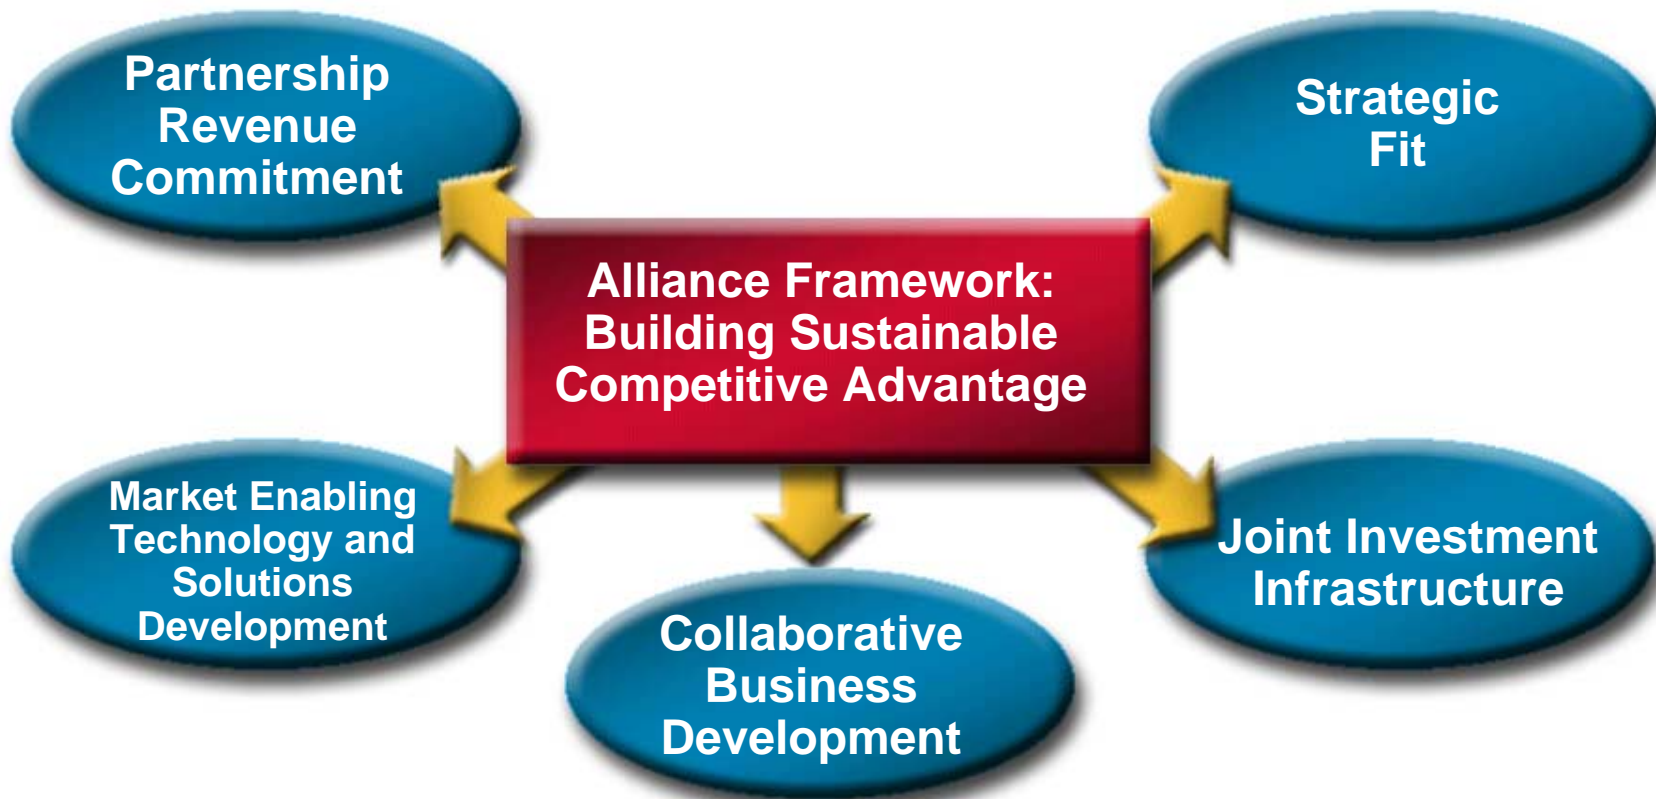 Partnership
Revenue
Commitment
Strategic
Fit
Alliance Framework:
Building Sustainable
Competitive Advantage
Market Enabling
Technology and
Solutions
Development
Collaborative
Business
Development
Joint Investment
Infrastructure